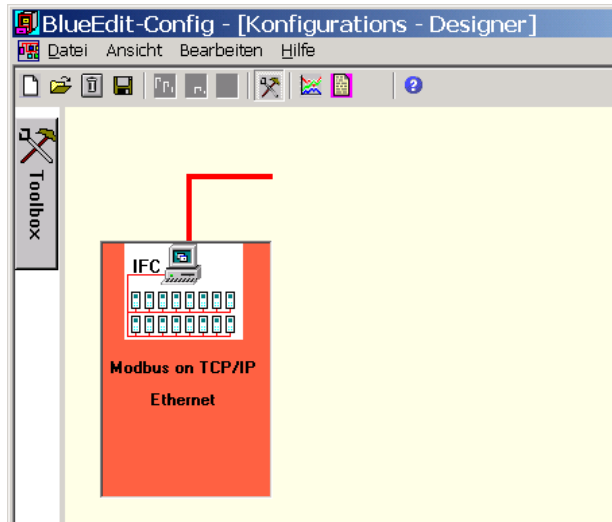 BlueEdit-Config - [Konfigurations - Designer]
Datei Ansicht Bearbeiten Hilfe
Toolbox
IFC
Modbus on TCP/IP
Ethernet